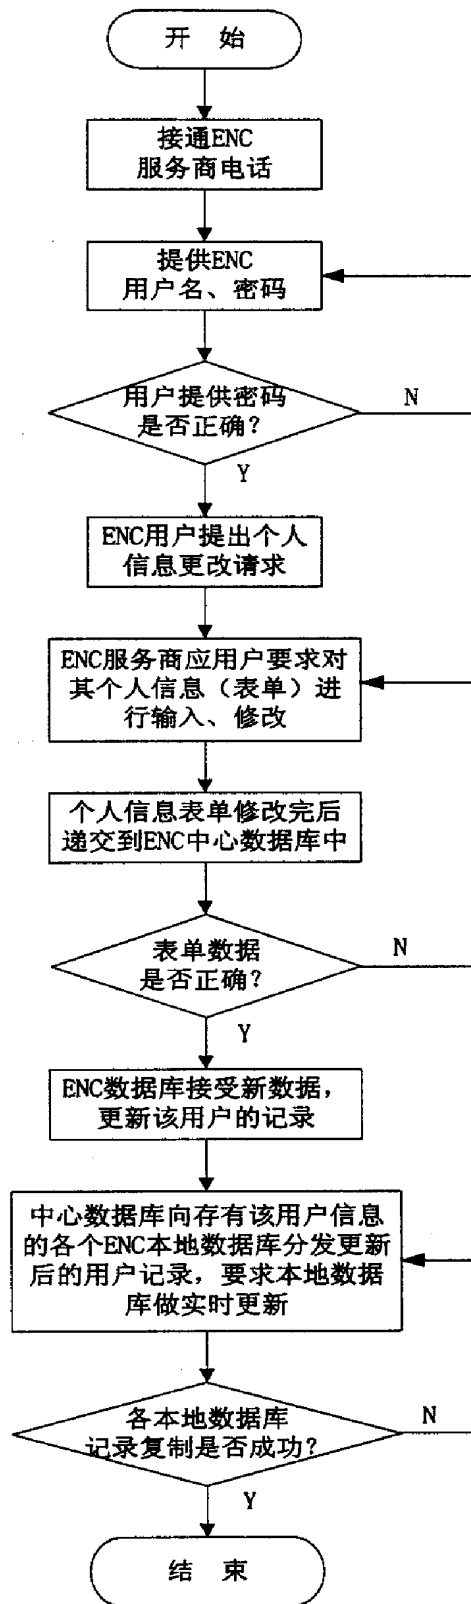 开 始
接通ENC
服务商电话
提供ENC
用户名、密码
用户提供密码
是否正确?
N
Y
ENC用户提出个人
信息更改请求
ENC服务商应用户要求对
其个人信息（表单）进
行输入、修改
个人信息表单修改完后
递交到ENC中心数据库中
表单数据
是否正确?
N
Y
ENC数据库接受新数据，
更新该用户的记录
中心数据库向存有该用户信息
的各个ENC本地数据库分发更新
后的用户记录，要求本地数据
库做实时更新
各本地数据库
记录复制是否成功?
N
Y
结 束